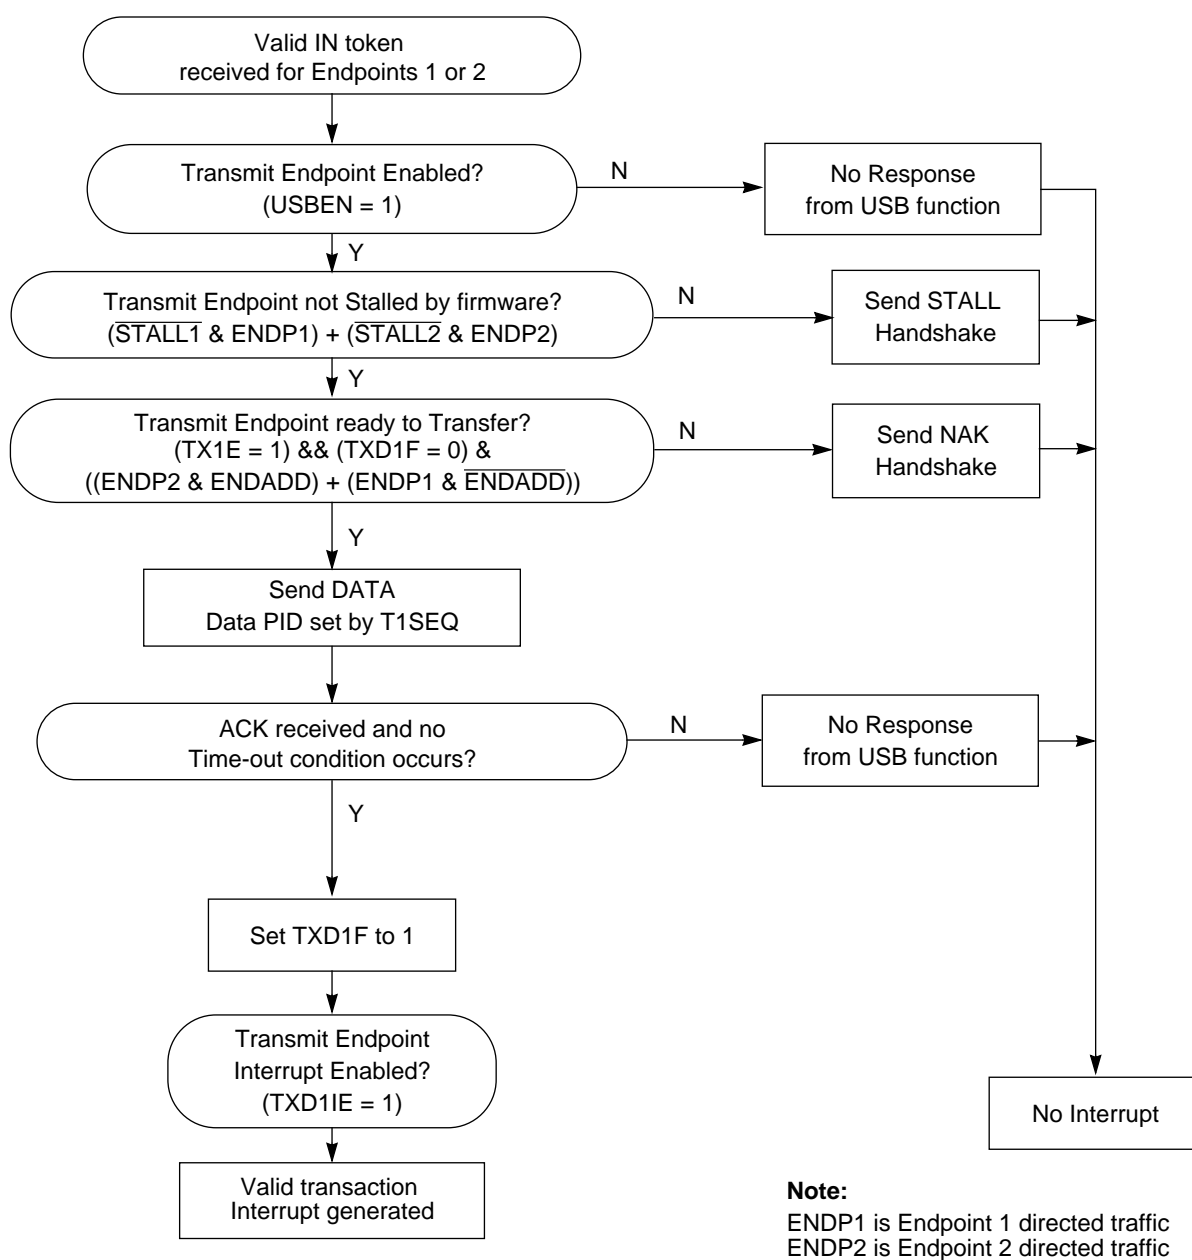 Valid IN token
received for Endpoints 1 or 2
Transmit Endpoint Enabled?
(USBEN = 1)
N
No Response
from USB function
Y
Transmit Endpoint not Stalled by firmware?
(S̅T̅A̅L̅L̅1̅ & ENDP1) + (S̅T̅A̅L̅L̅2̅ & ENDP2)
N
Send STALL
Handshake
Y
Transmit Endpoint ready to Transfer?
(TX1E = 1) && (TXD1F = 0) &
((ENDP2 & ENDADD) + (ENDP1 & E̅N̅D̅A̅D̅D̅))
N
Send NAK
Handshake
Y
Send DATA
Data PID set by T1SEQ
ACK received and no
Time-out condition occurs?
N
No Response
from USB function
Y
Set TXD1F to 1
Transmit Endpoint
Interrupt Enabled?
(TXD1IE = 1)
No Interrupt
Valid transaction
Interrupt generated
Note:
ENDP1 is Endpoint 1 directed traffic
ENDP2 is Endpoint 2 directed traffic